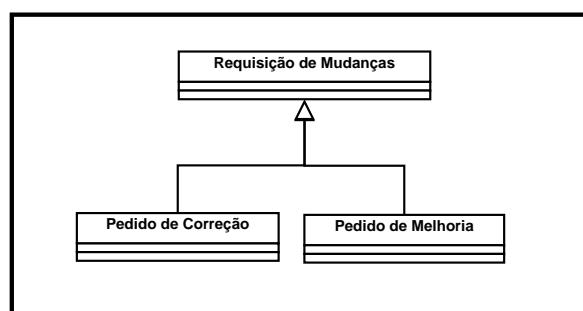 Requisição de Mudanças
Pedido de Correção
Pedido de Melhoria